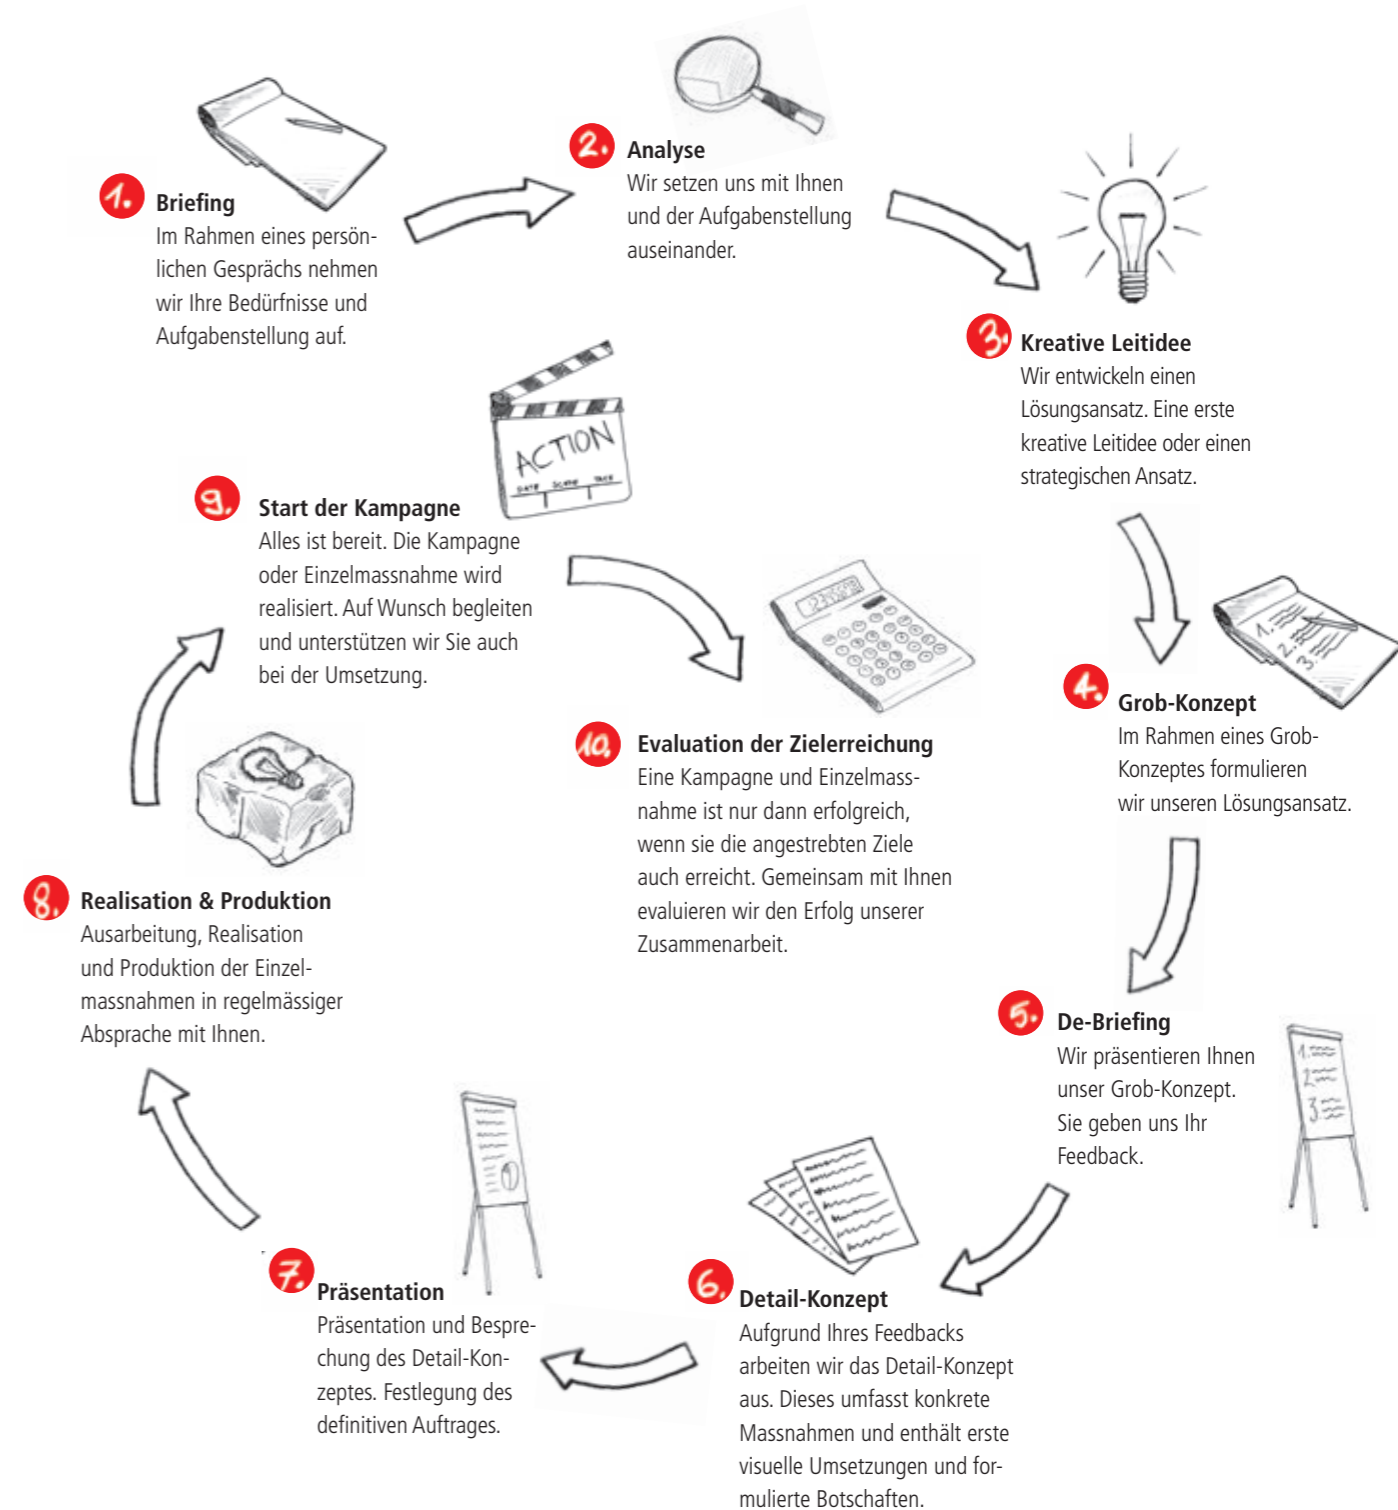 1.
Briefing
Im Rahmen eines persön-
lichen Gesprächs nehmen
wir Ihre Bedürfnisse und
Aufgabenstellung auf.
2.
Analyse
Wir setzen uns mit Ihnen
und der Aufgabenstellung
auseinander.
3.
Kreative Leitidee
Wir entwickeln einen
Lösungsansatz. Eine erste
kreative Leitidee oder einen
strategischen Ansatz.
1.
2.
3.
4.
Grob-Konzept
Im Rahmen eines Grob-
Konzeptes formulieren
wir unseren Lösungsansatz.
5.
De-Briefing
Wir präsentieren Ihnen
unser Grob-Konzept.
Sie geben uns Ihr
Feedback.
1.
2
3
6.
Detail-Konzept
Aufgrund Ihres Feedbacks
arbeiten wir das Detail-Konzept
aus. Dieses umfasst konkrete
Massnahmen und enthält erste
visuelle Umsetzungen und for-
mulierte Botschaften.
7.
Präsentation
Präsentation und Bespre-
chung des Detail-Kon-
zeptes. Festlegung des
definitiven Auftrages.
8.
Realisation & Produktion
Ausarbeitung, Realisation
und Produktion der Einzel-
massnahmen in regelmässiger
Absprache mit Ihnen.
9.
Start der Kampagne
Alles ist bereit. Die Kampagne
oder Einzelmassnahme wird
realisiert. Auf Wunsch begleiten
und unterstützen wir Sie auch
bei der Umsetzung.
ACTION
DATE SCENE TAKE
10.
Evaluation der Zielerreichung
Eine Kampagne und Einzelmass-
nahme ist nur dann erfolgreich,
wenn sie die angestrebten Ziele
auch erreicht. Gemeinsam mit Ihnen
evaluieren wir den Erfolg unserer
Zusammenarbeit.